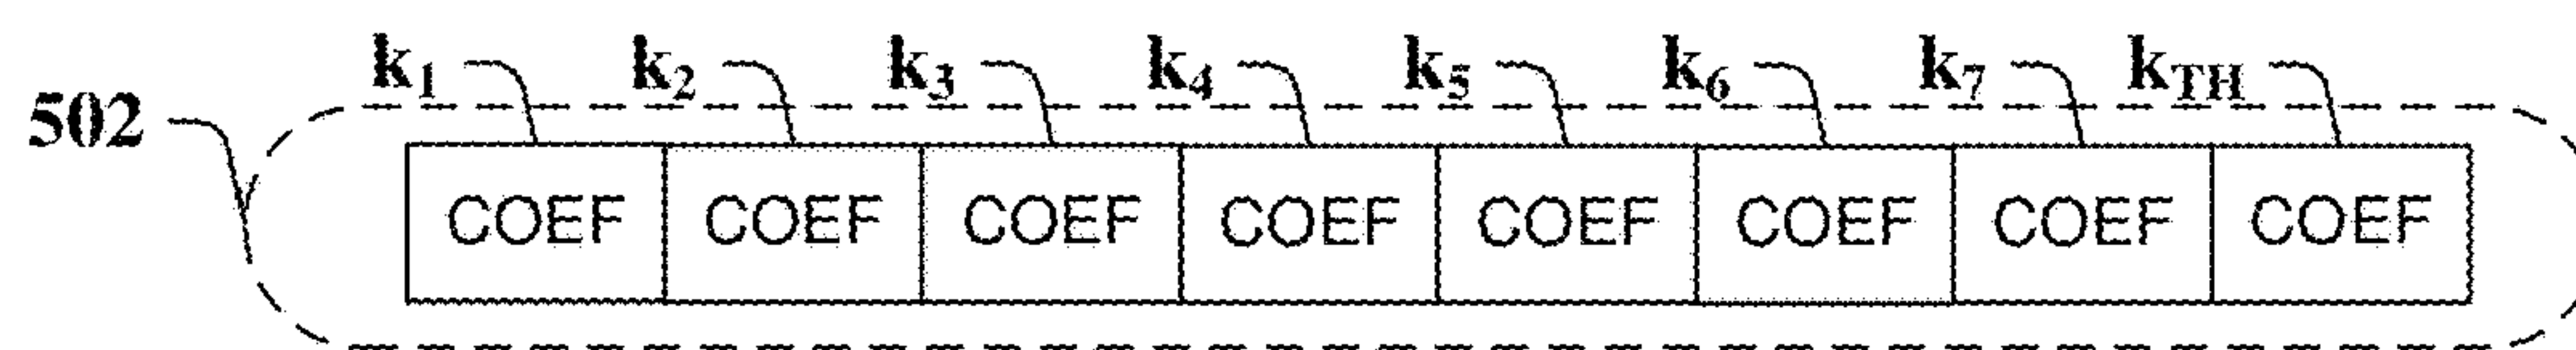 k1 k2 k3 k4 k5 k6 k7 kTH
502
COEF COEF COEF COEF COEF COEF COEF COEF